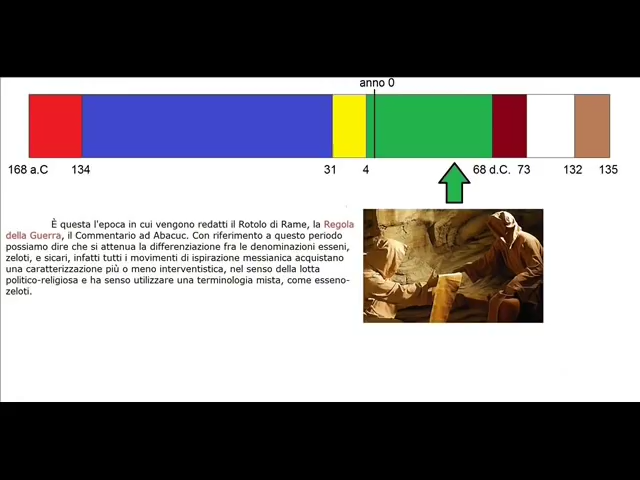 anno 0
168 a.C 134 31 4 68 d.C. 73 132 135
È questa l'epoca in cui vengono redatti il Rotolo di Rame, la Regola
della Guerra, il Commentario ad Abacuc. Con riferimento a questo periodo
possiamo dire che si attenua la differenziazione fra le denominazioni esseni,
zeloti, e sicari, infatti tutti i movimenti di ispirazione messianica acquistano
una caratterizzazione più o meno interventistica, nel senso della lotta
politico-religiosa e ha senso utilizzare una terminologia mista, come esseno-
zeloti.